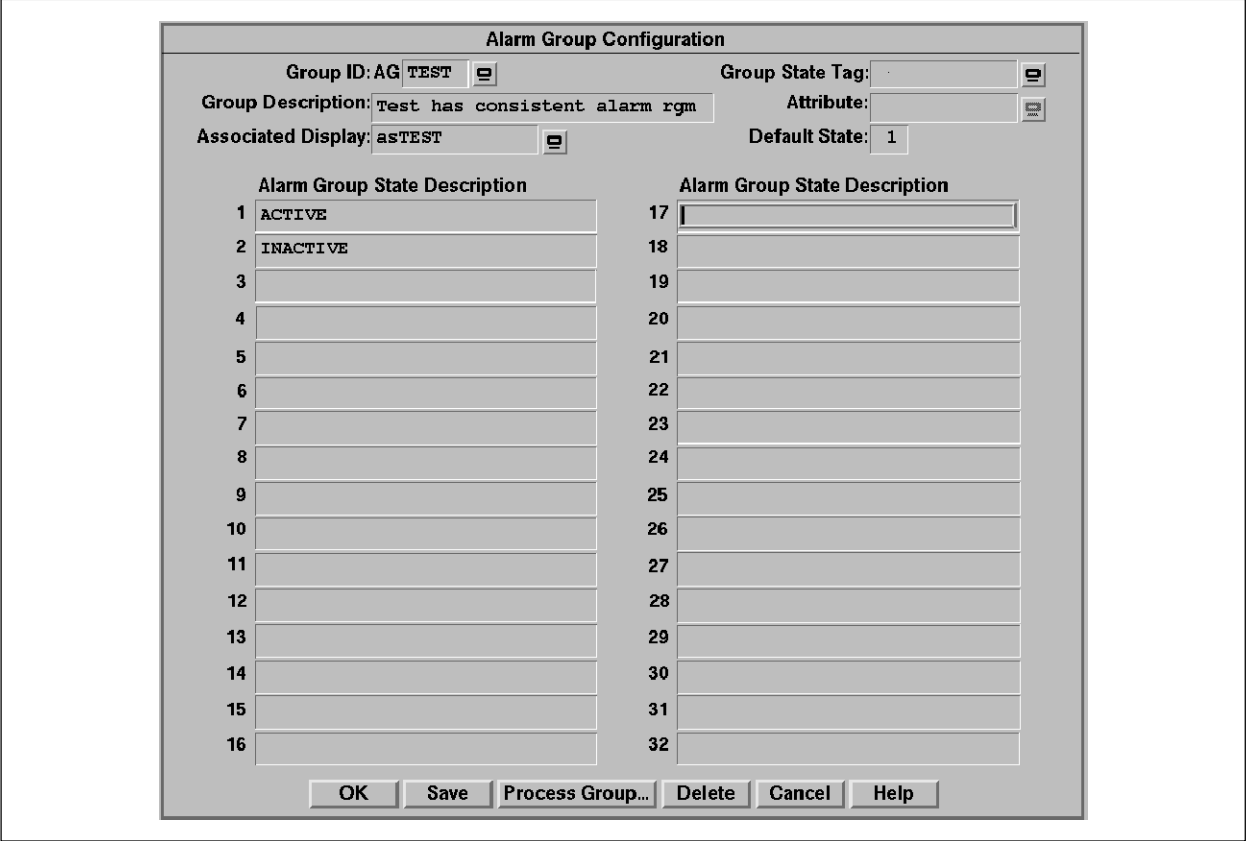 Alarm Group Configuration
Group ID: AG TEST
Group State Tag:
Group Description: Test has consistent alarm rgm
Attribute:
Associated Display: asTEST
Default State: 1
Alarm Group State Description
Alarm Group State Description
1 ACTIVE
17
2 INACTIVE
18
3
19
4
20
5
21
6
22
7
23
8
24
9
25
10
26
11
27
12
28
13
29
14
30
15
31
16
32
OK Save Process Group... Delete Cancel Help